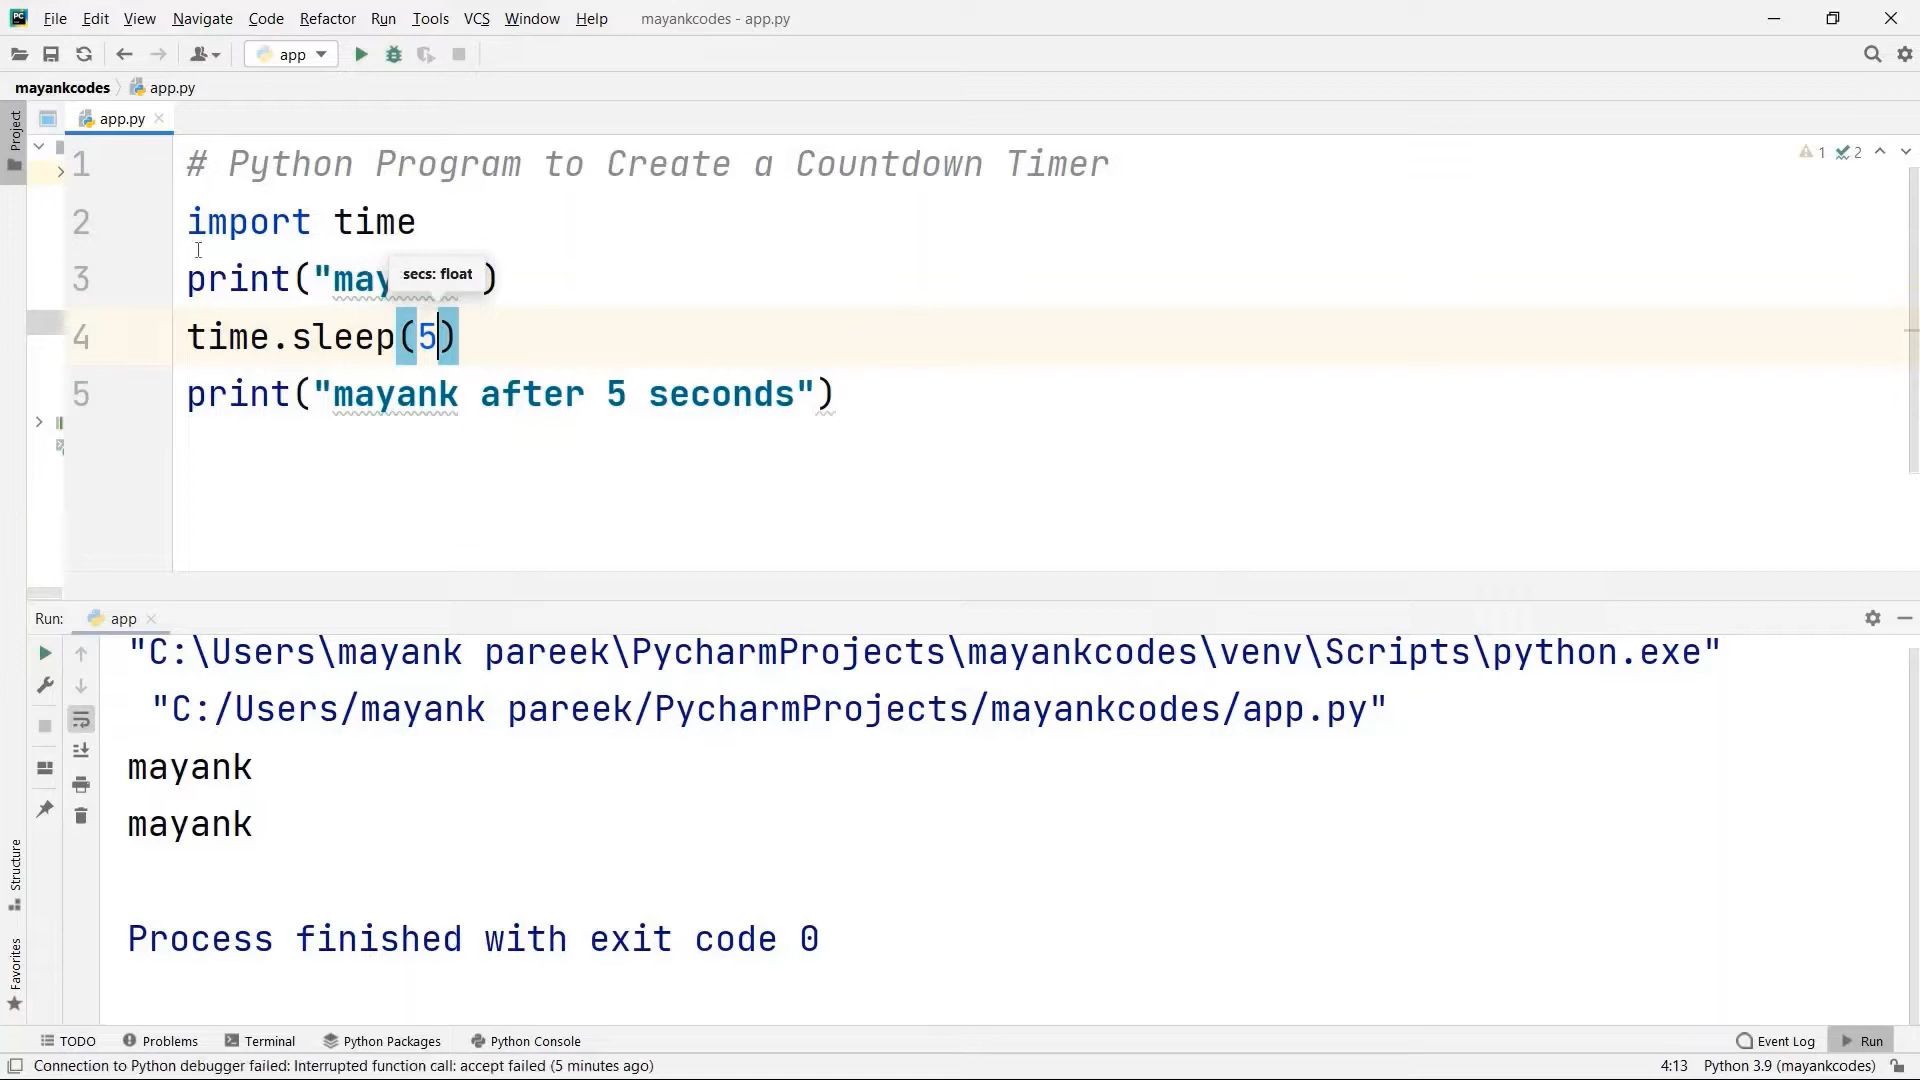 File Edit View Navigate Code Refactor Run Tools VCS Window Help mayankcodes - app.py
app
mayankcodes app.py
Project
app.py
1 2
1 # Python Program to Create a Countdown Timer
2 import time
secs: float
3 print("may )
4 time.sleep(5)
5 print("mayank after 5 seconds")
Run: app
"C:\Users\mayank pareek\PycharmProjects\mayankcodes\venv\Scripts\python.exe"
"C:/Users/mayank pareek/PycharmProjects/mayankcodes/app.py"
mayank
mayank
Process finished with exit code 0
Structure
Favorites
TODO Problems Terminal Python Packages Python Console Event Log Run
Connection to Python debugger failed: Interrupted function call: accept failed (5 minutes ago) 4:13 Python 3.9 (mayankcodes)